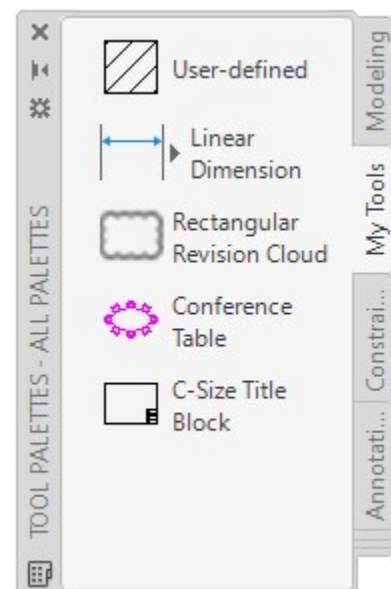 TOOL PALETTES - ALL PALETTES
User-defined
Linear
Dimension
Rectangular
Revision Cloud
Conference
Table
C-Size Title
Block
Modeling
My Tools
Constrai...
Annotati...